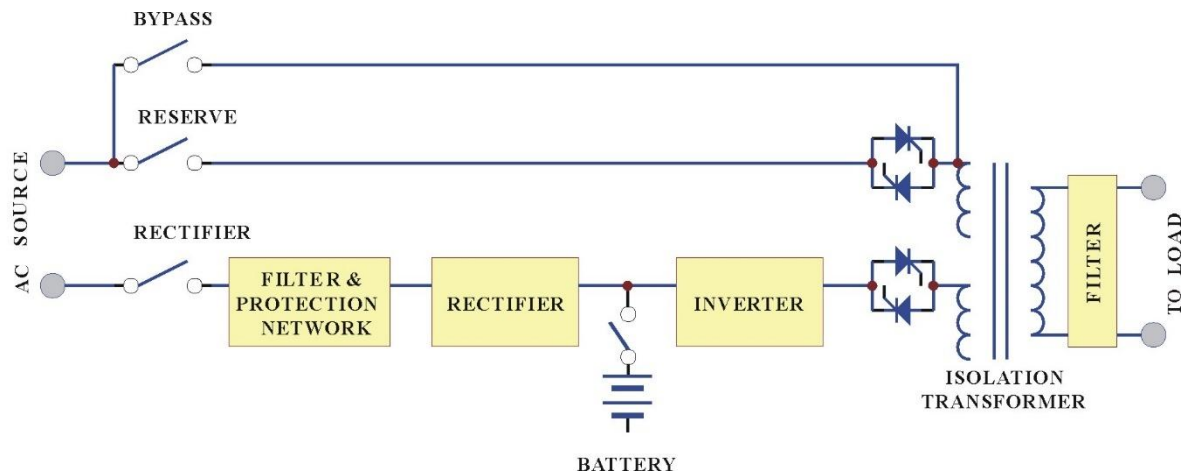 BYPASS
RESERVE
AC SOURCE
RECTIFIER
FILTER &
PROTECTION
NETWORK
RECTIFIER
INVERTER
BATTERY
ISOLATION
TRANSFORMER
FILTER
TO LOAD